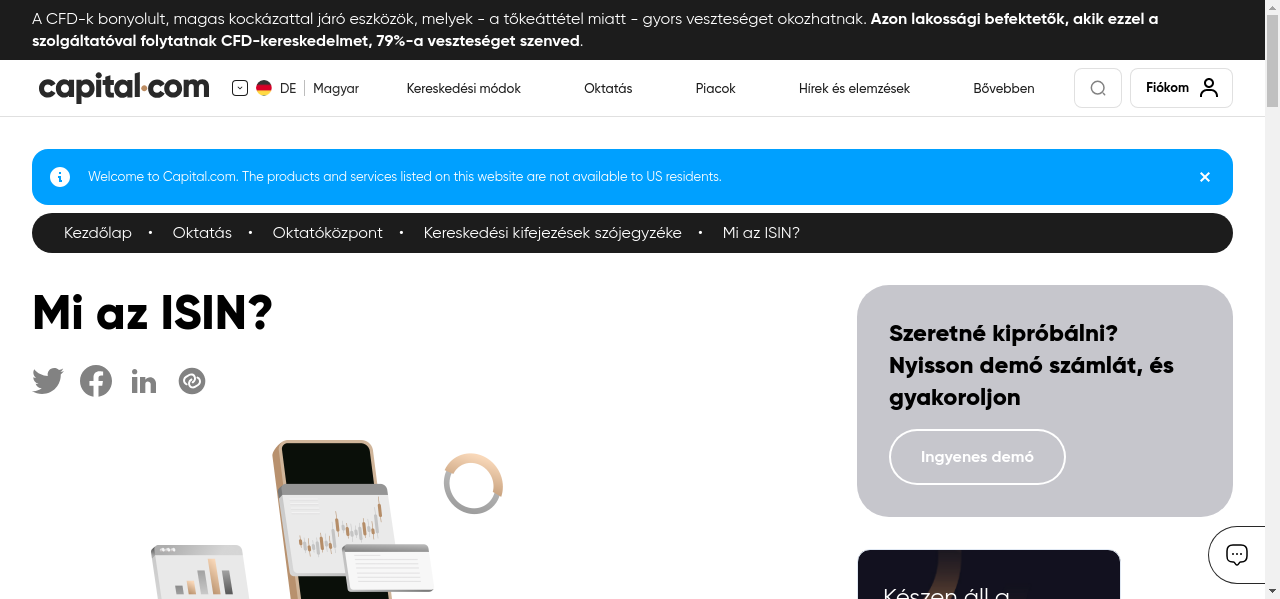 A CFD-k bonyolult, magas kockázattal járó eszközök, melyek - a tőkeáttétel miatt - gyors veszteséget okozhatnak. Azon lakossági befektetők, akik ezzel a
szolgáltatóval folytatnak CFD-kereskedelmet, 79%-a veszteséget szenved.
capital.com DE Magyar Kereskedési módok Oktatás Piacok Hírek és elemzések Bővebben Fiókom
Welcome to Capital.com. The products and services listed on this website are not available to US residents.
Kezdőlap • Oktatás • Oktatóközpont • Kereskedési kifejezések szójegyzéke • Mi az ISIN?
Mi az ISIN?
Szeretné kipróbálni?
Nyisson demó számlát, és
gyakoroljon
Ingyenes demó
Készen áll a